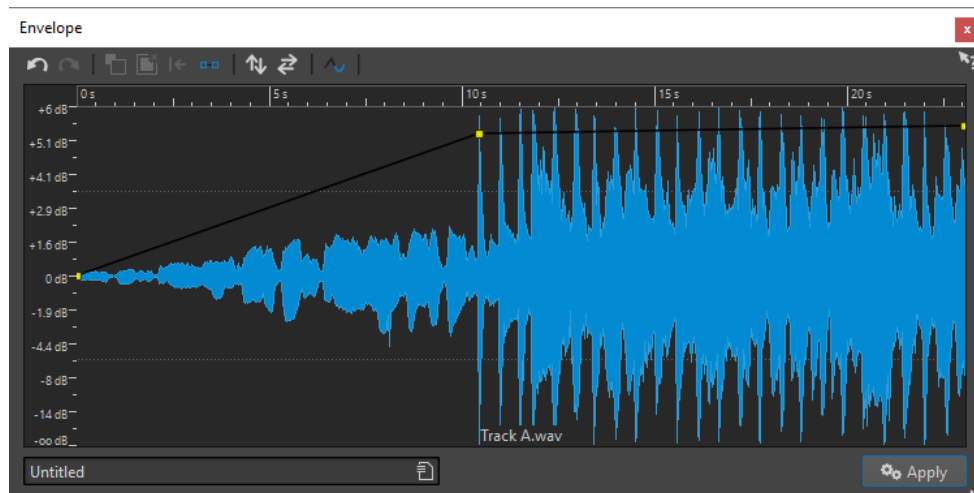 Envelope
x
0 s 5 s 10 s 15 s 20 s
+6 dB
+5.1 dB
+4.1 dB
+2.9 dB
+1.6 dB
0 dB
-1.9 dB
-4.4 dB
-8 dB
-14 dB
-oo dB
Track A.wav
Untitled
Apply